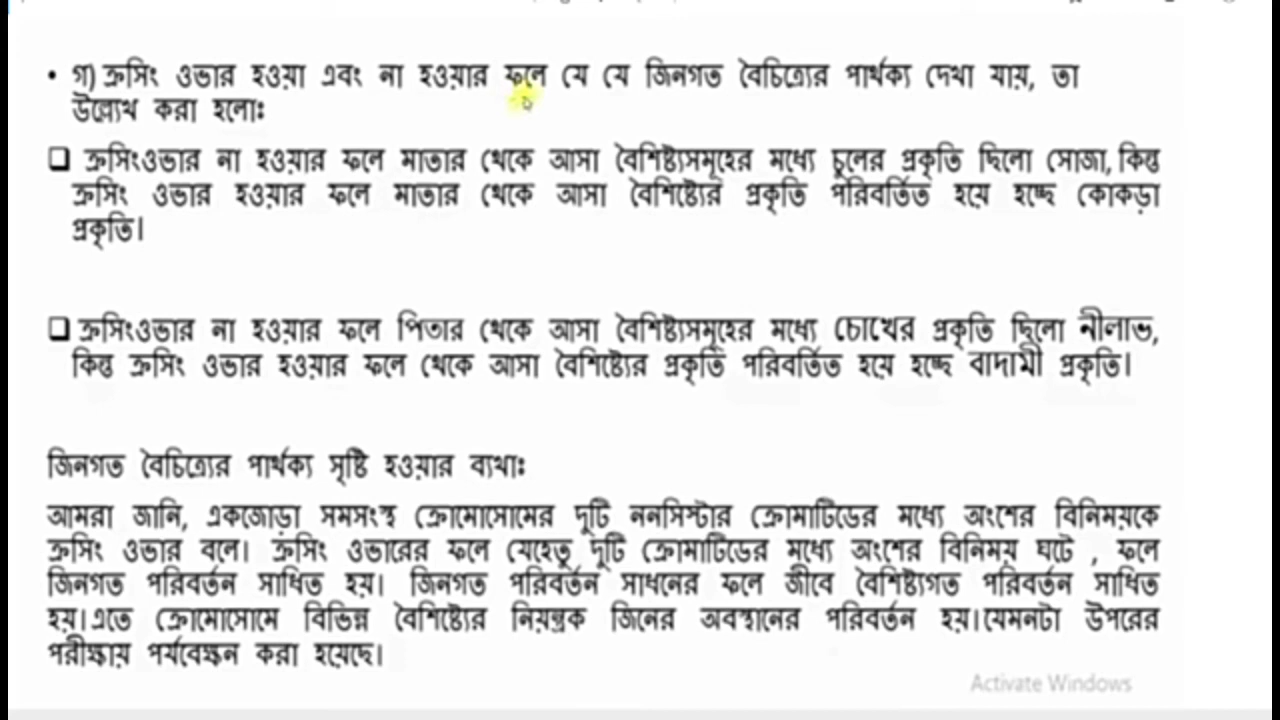 • গ) ক্রসিং ওভার হওয়া এবং না হওয়ার ফলে যে যে জিনগত বৈচিত্র্যের পার্থক্য দেখা যায়, তা
উল্লেখ করা হলোঃ
❑ ক্রসিংওভার না হওয়ার ফলে মাতার থেকে আসা বৈশিষ্ট্যসমূহের মধ্যে চুলের প্রকৃতি ছিলো সোজা, কিন্তু
ক্রসিং ওভার হওয়ার ফলে মাতার থেকে আসা বৈশিষ্ট্যের প্রকৃতি পরিবর্তিত হয়ে হচ্ছে কোকড়া
প্রকৃতি।
❑ ক্রসিংওভার না হওয়ার ফলে পিতার থেকে আসা বৈশিষ্ট্যসমূহের মধ্যে চোখের প্রকৃতি ছিলো নীলাভ,
কিন্তু ক্রসিং ওভার হওয়ার ফলে থেকে আসা বৈশিষ্ট্যের প্রকৃতি পরিবর্তিত হয়ে হচ্ছে বাদামী প্রকৃতি।
জিনগত বৈচিত্র্যের পার্থক্য সৃষ্টি হওয়ার ব্যথাঃ
আমরা জানি, একজোড়া সমসংস্থ ক্রোমোসোমের দুটি ননসিস্টার ক্রোমাটিডের মধ্যে অংশের বিনিময়কে
ক্রসিং ওভার বলে। ক্রসিং ওভারের ফলে যেহেতু দুটি ক্রোমাটিডের মধ্যে অংশের বিনিময় ঘটে , ফলে
জিনগত পরিবর্তন সাধিত হয়। জিনগত পরিবর্তন সাধনের ফলে জীবে বৈশিষ্ট্যগত পরিবর্তন সাধিত
হয়।এতে ক্রোমোসোমে বিভিন্ন বৈশিষ্ট্যের নিয়ন্ত্রক জিনের অবস্থানের পরিবর্তন হয়।যেমনটা উপরের
পরীক্ষায় পর্যবেক্ষন করা হয়েছে।
Activate Windows